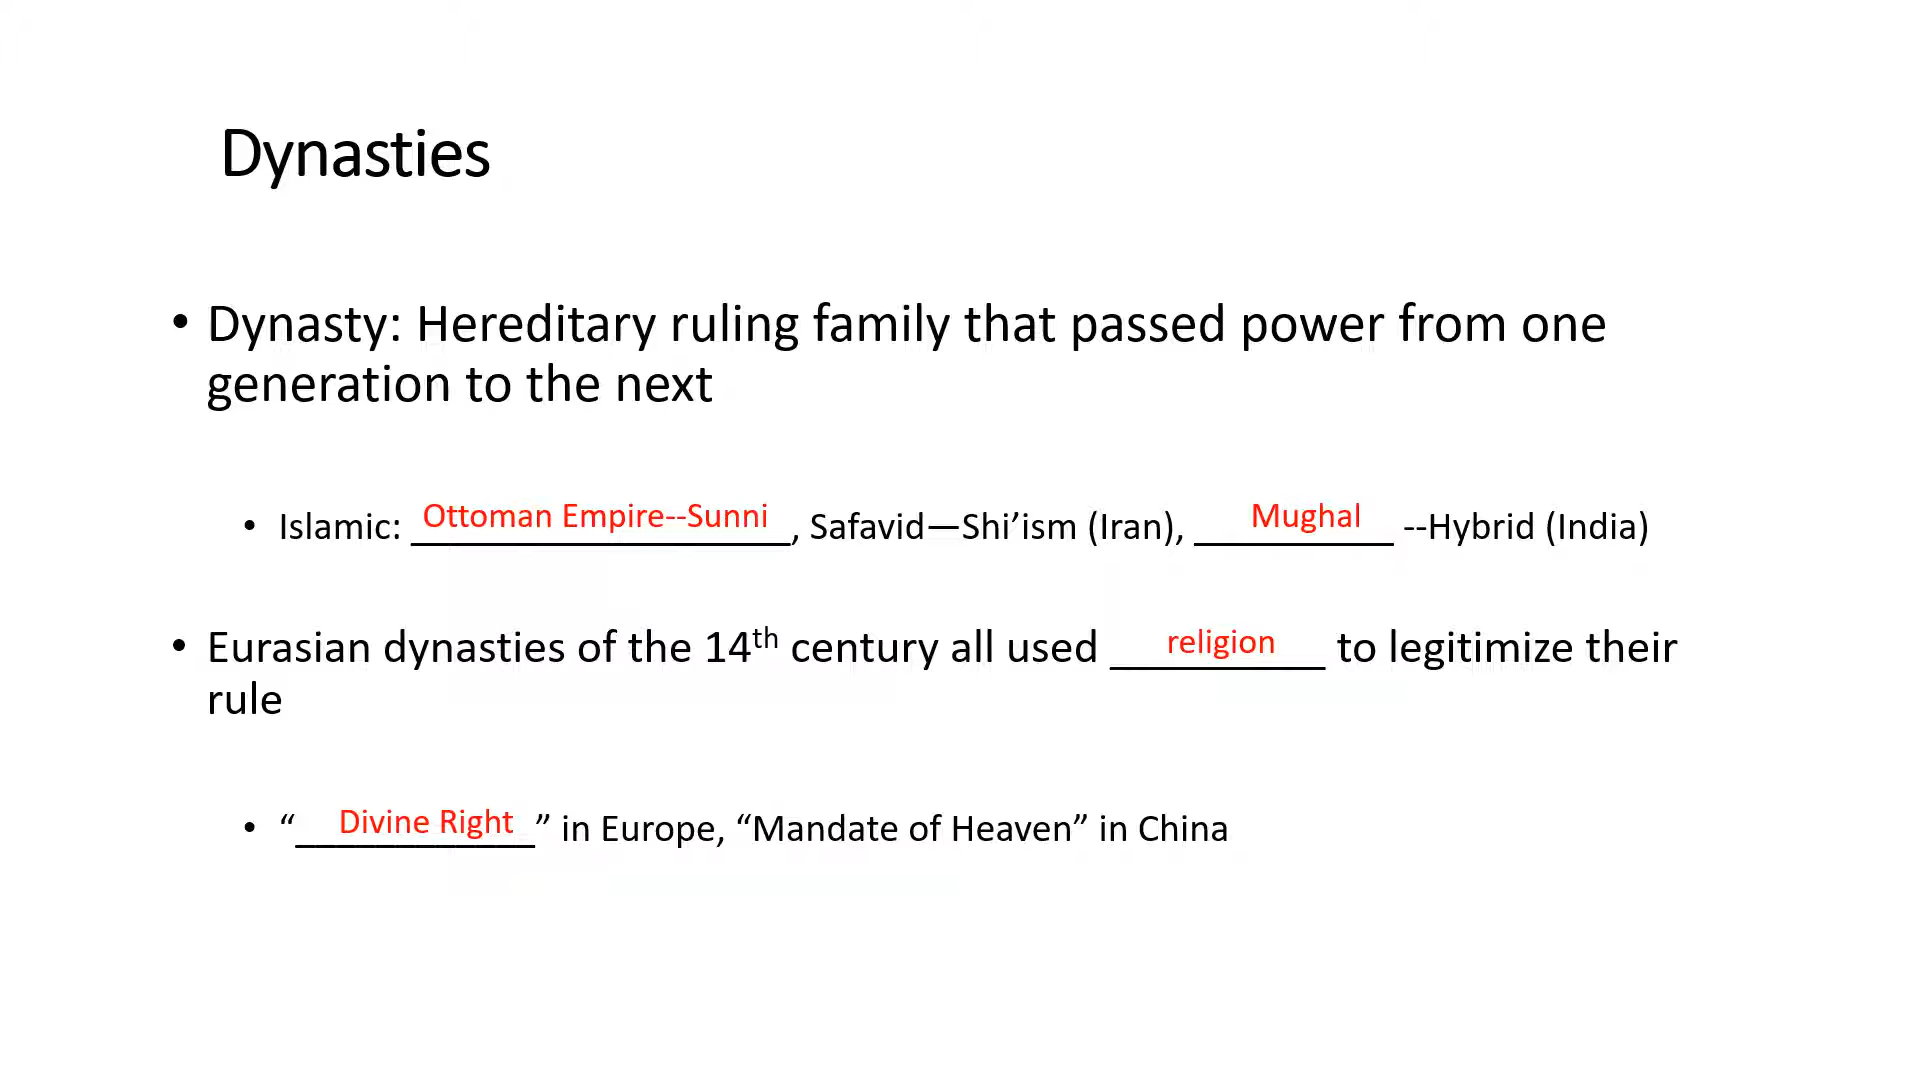 Dynasties
• Dynasty: Hereditary ruling family that passed power from one
generation to the next
• Islamic: Ottoman Empire--Sunni, Safavid—Shi’ism (Iran), Mughal --Hybrid (India)
• Eurasian dynasties of the 14th century all used religion to legitimize their
rule
• “Divine Right” in Europe, “Mandate of Heaven” in China